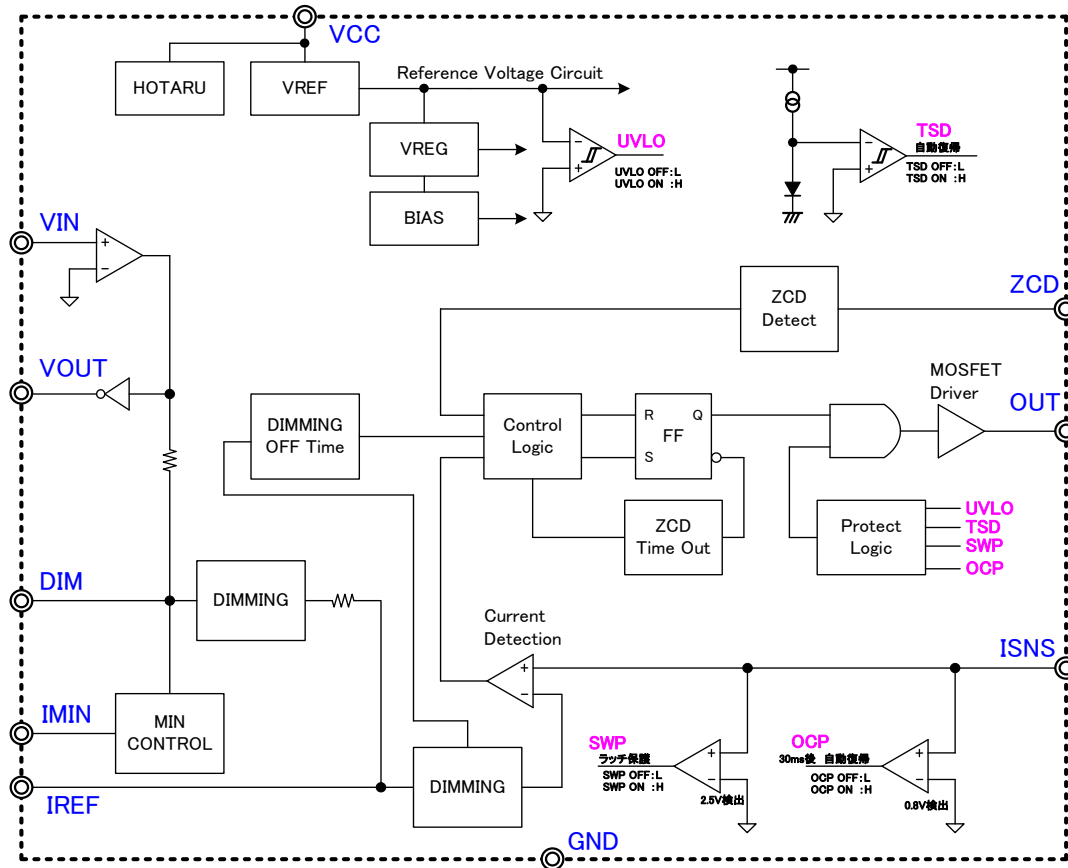 VCC
HOTARU
VREF
Reference Voltage Circuit
VREG
BIAS
−
+
UVLO
UVLO OFF:L
UVLO ON :H
−
+
TSD
自動復帰
TSD OFF:L
TSD ON :H
VIN
+
−
ZCD
Detect
ZCD
VOUT
DIMMING
OFF Time
Control
Logic
R
Q
FF
S
MOSFET
Driver
OUT
ZCD
Time Out
Protect
Logic
UVLO
TSD
SWP
OCP
DIM
DIMMING
Current
Detection
+
−
ISNS
IMIN
MIN
CONTROL
IREF
DIMMING
SWP
ラッチ保護
SWP OFF:L
SWP ON :H
+
−
2.5V検出
OCP
30ms後 自動復帰
OCP OFF:L
OCP ON :H
+
−
0.8V検出
GND